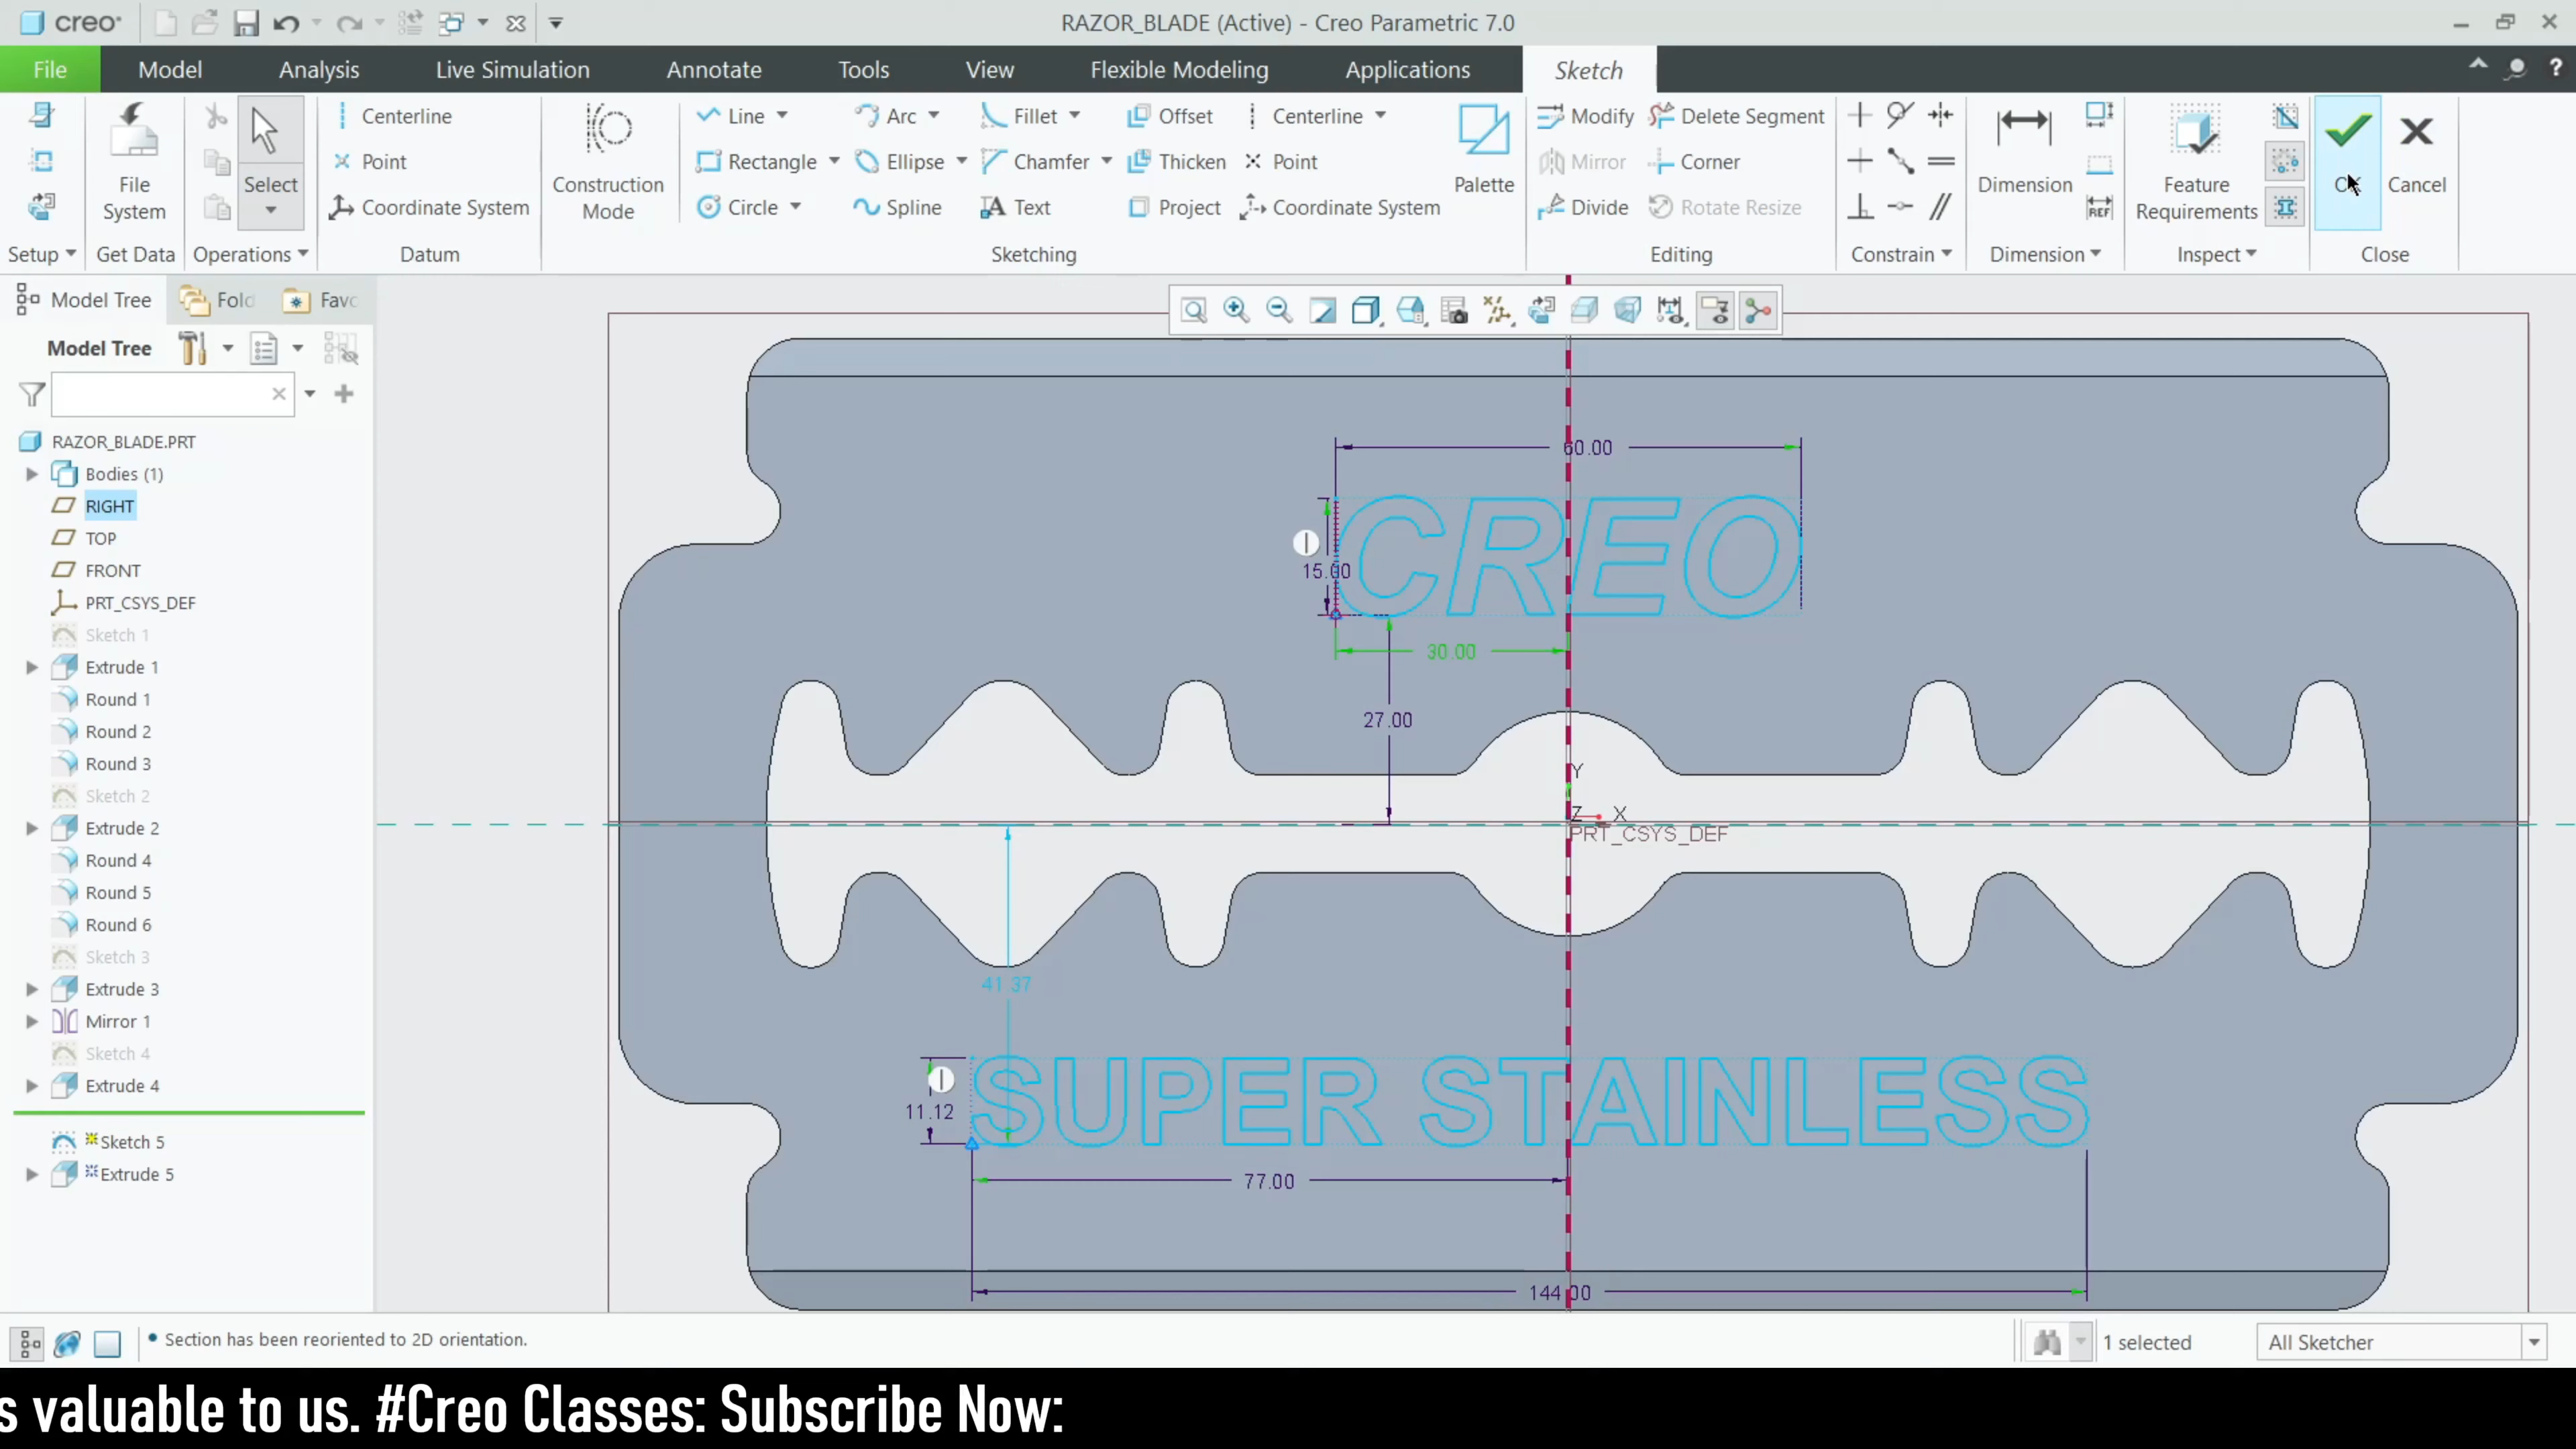 creo
RAZOR_BLADE (Active) - Creo Parametric 7.0
File Model Analysis Live Simulation Annotate Tools View Flexible Modeling Applications Sketch
File System
Select
Centerline
Point
Coordinate System
Construction Mode
Line Arc Fillet Offset Centerline
Rectangle Ellipse Chamfer Thicken Point
Circle Spline Text Project Coordinate System
Palette
Modify Delete Segment
Mirror Corner
Divide Rotate Resize
Dimension
REF
Feature Requirements
Cancel
Setup Get Data Operations Datum Sketching Editing Constrain Dimension Inspect Close
Model Tree Fold Favo
Model Tree
RAZOR_BLADE.PRT
Bodies (1)
RIGHT
TOP
FRONT
PRT_CSYS_DEF
Sketch 1
Extrude 1
Round 1
Round 2
Round 3
Sketch 2
Extrude 2
Round 4
Round 5
Round 6
Sketch 3
Extrude 3
Mirror 1
Sketch 4
Extrude 4
Sketch 5
Extrude 5
60.00
CREO
15.00
30.00
27.00
Y
Z X
PRT_CSYS_DEF
41.37
SUPER STAINLESS
11.12
77.00
144.00
Section has been reoriented to 2D orientation.
1 selected
All Sketcher
s valuable to us. #Creo Classes: Subscribe Now: